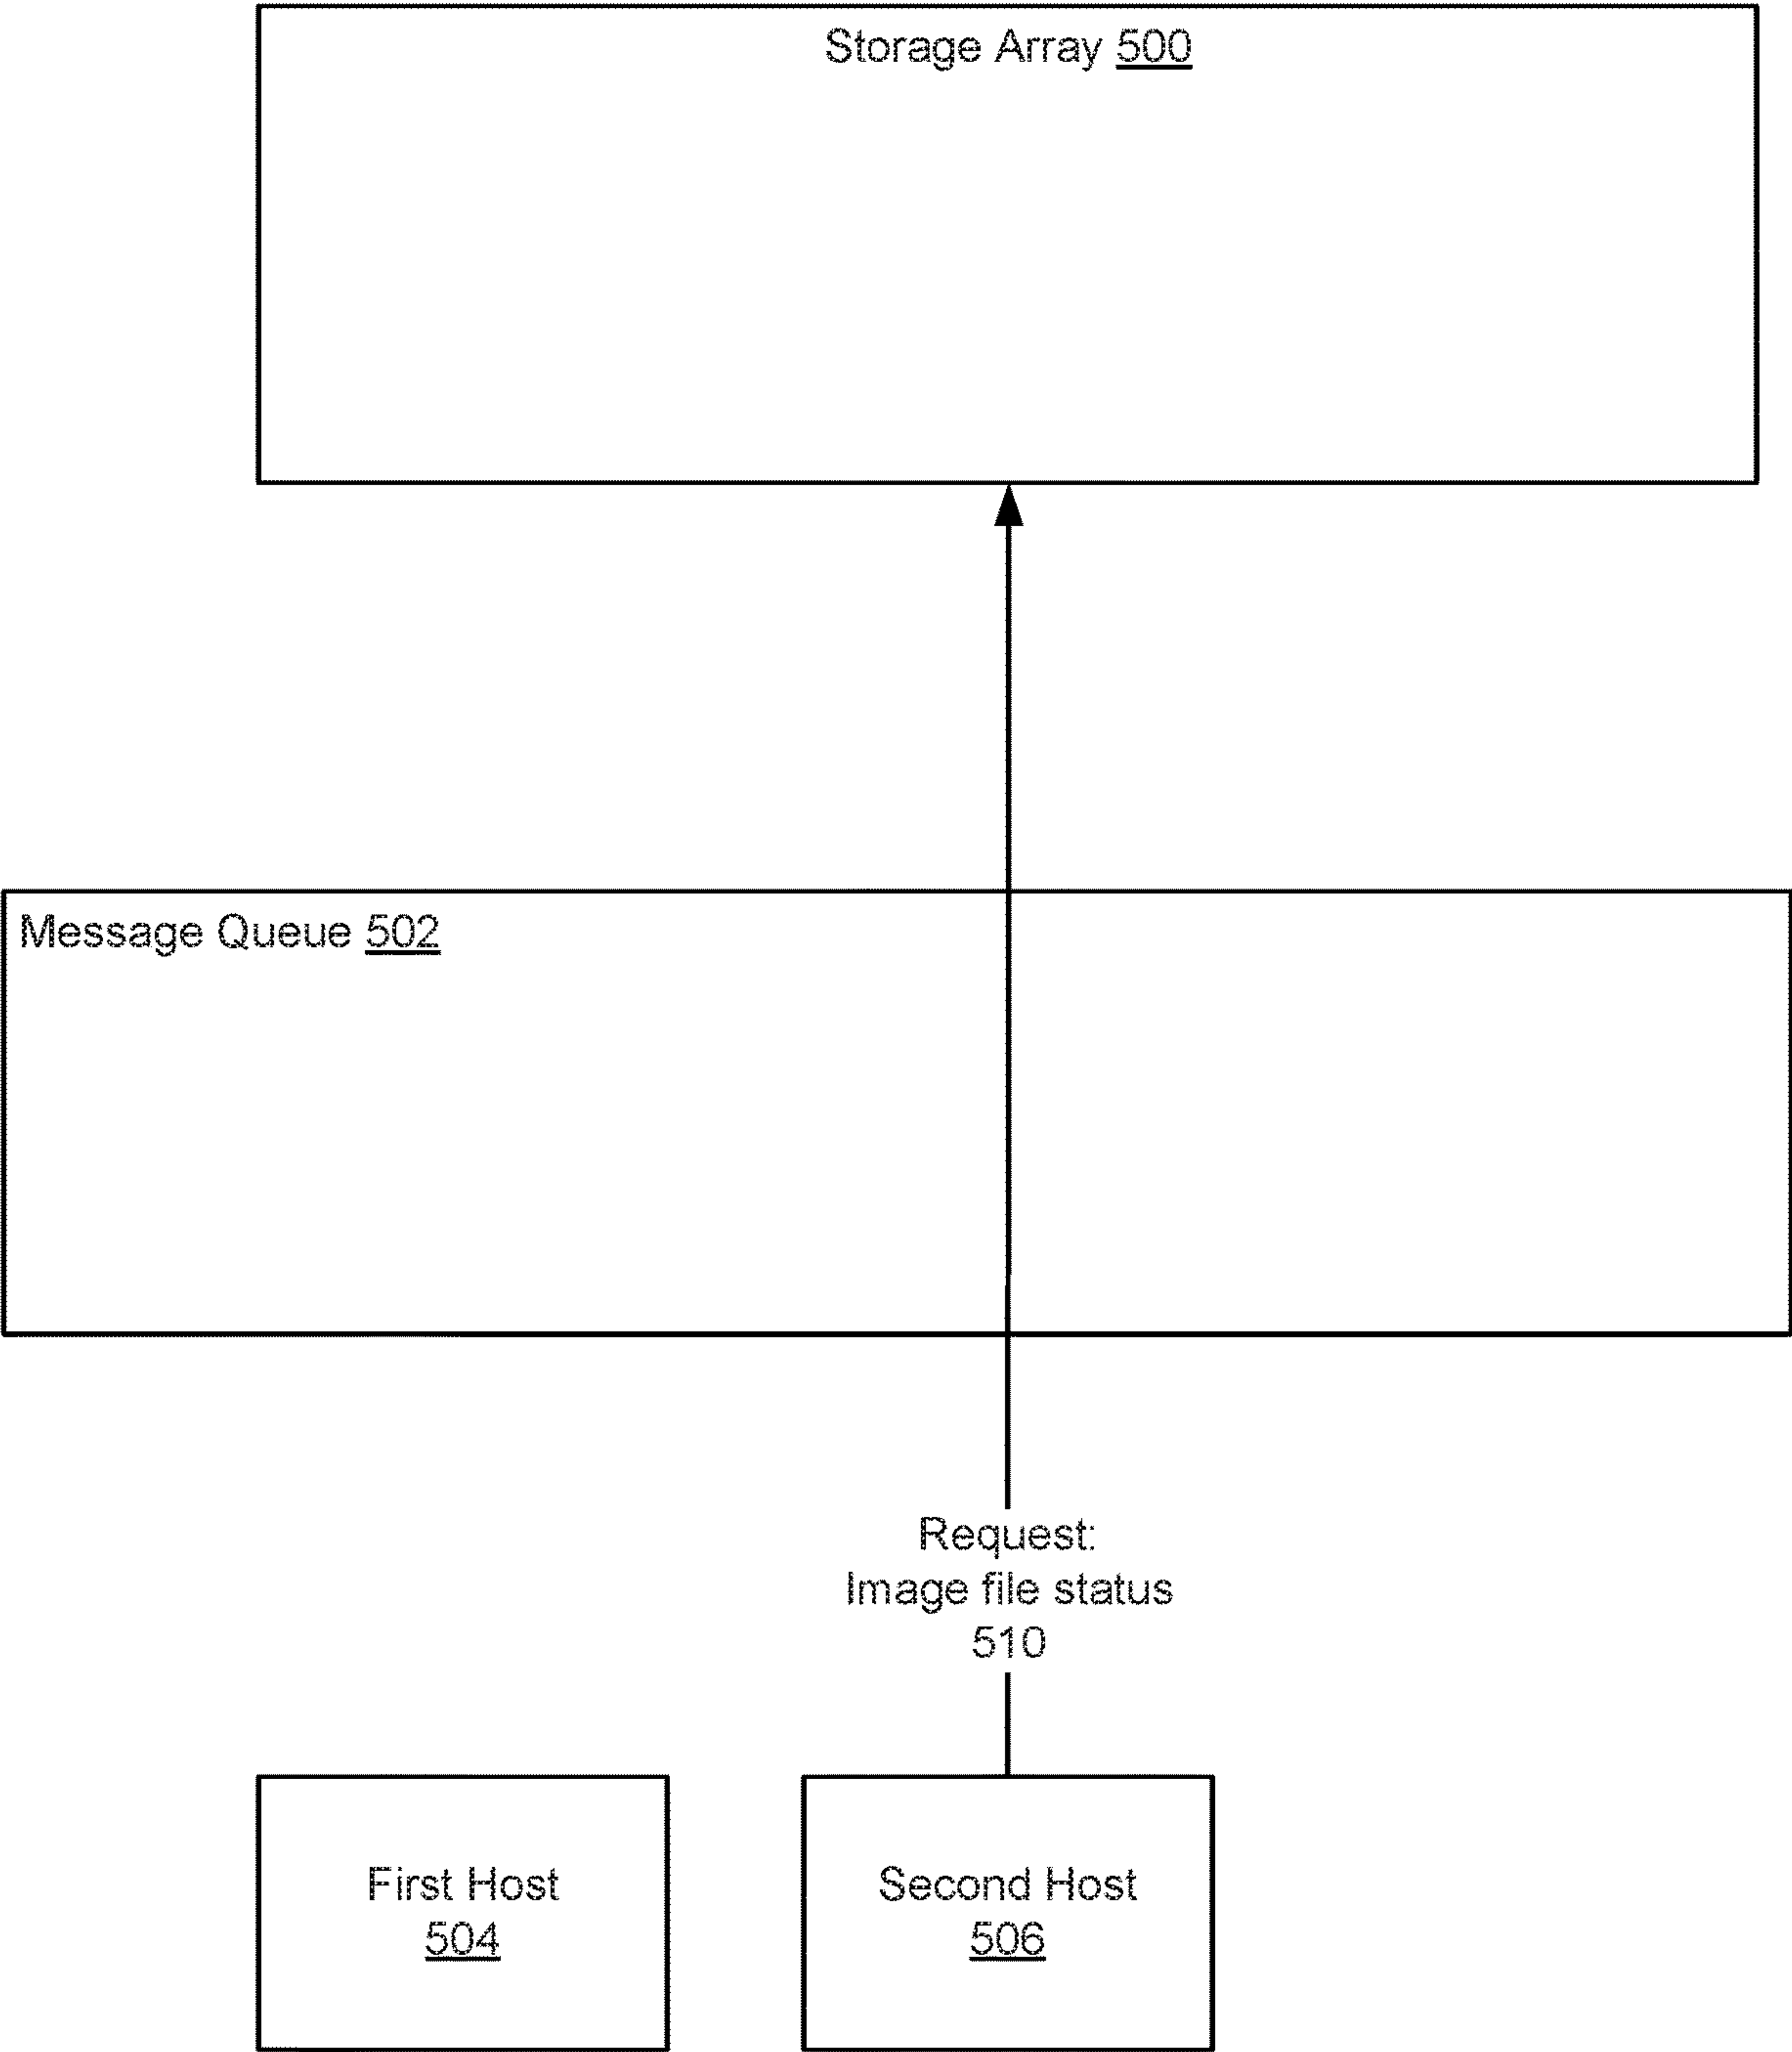 Storage Array 500
Message Queue 502
Request:
Image file status
510
First Host
504
Second Host
506